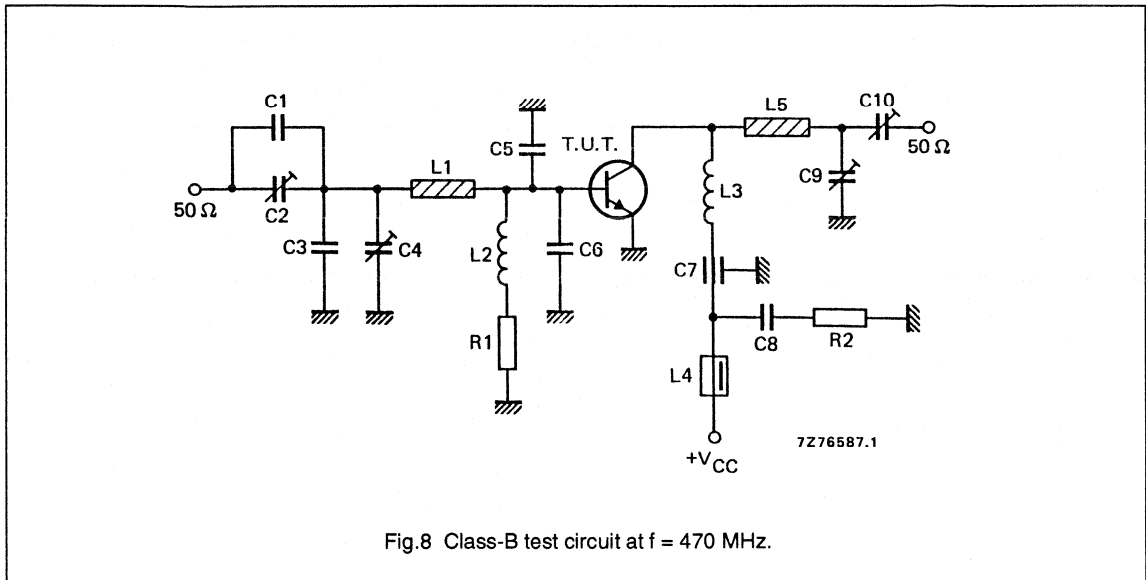 C1
L1
C5
T.U.T.
L5
C10
50 Ω
C2
50 Ω
C9
L3
C3
C4
L2
C6
C7
R1
C8
R2
L4
+VCC
7Z76587.1
Fig.8 Class-B test circuit at f = 470 MHz.